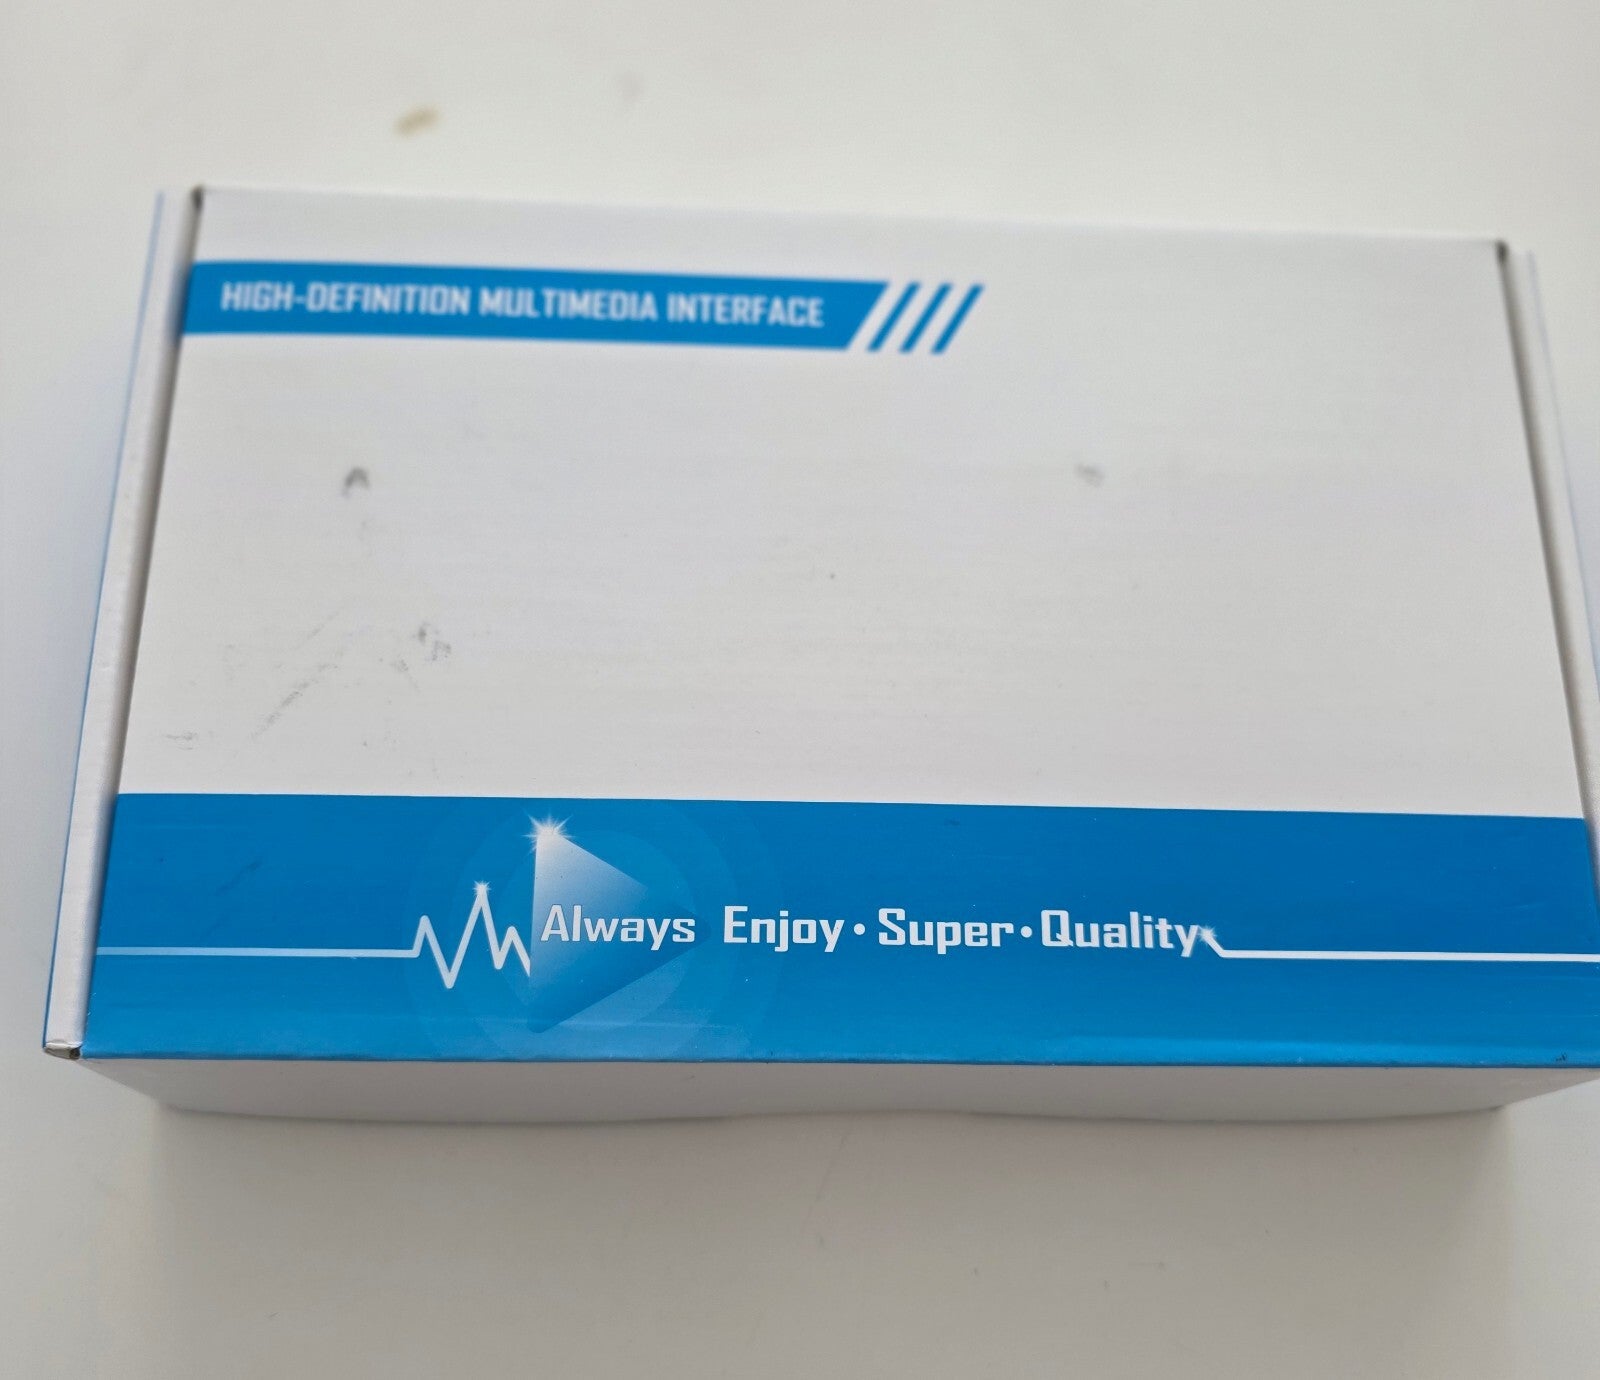 HIGH-DEFINITION MULTIMEDIA INTERFACE
Always Enjoy · Super · Quality